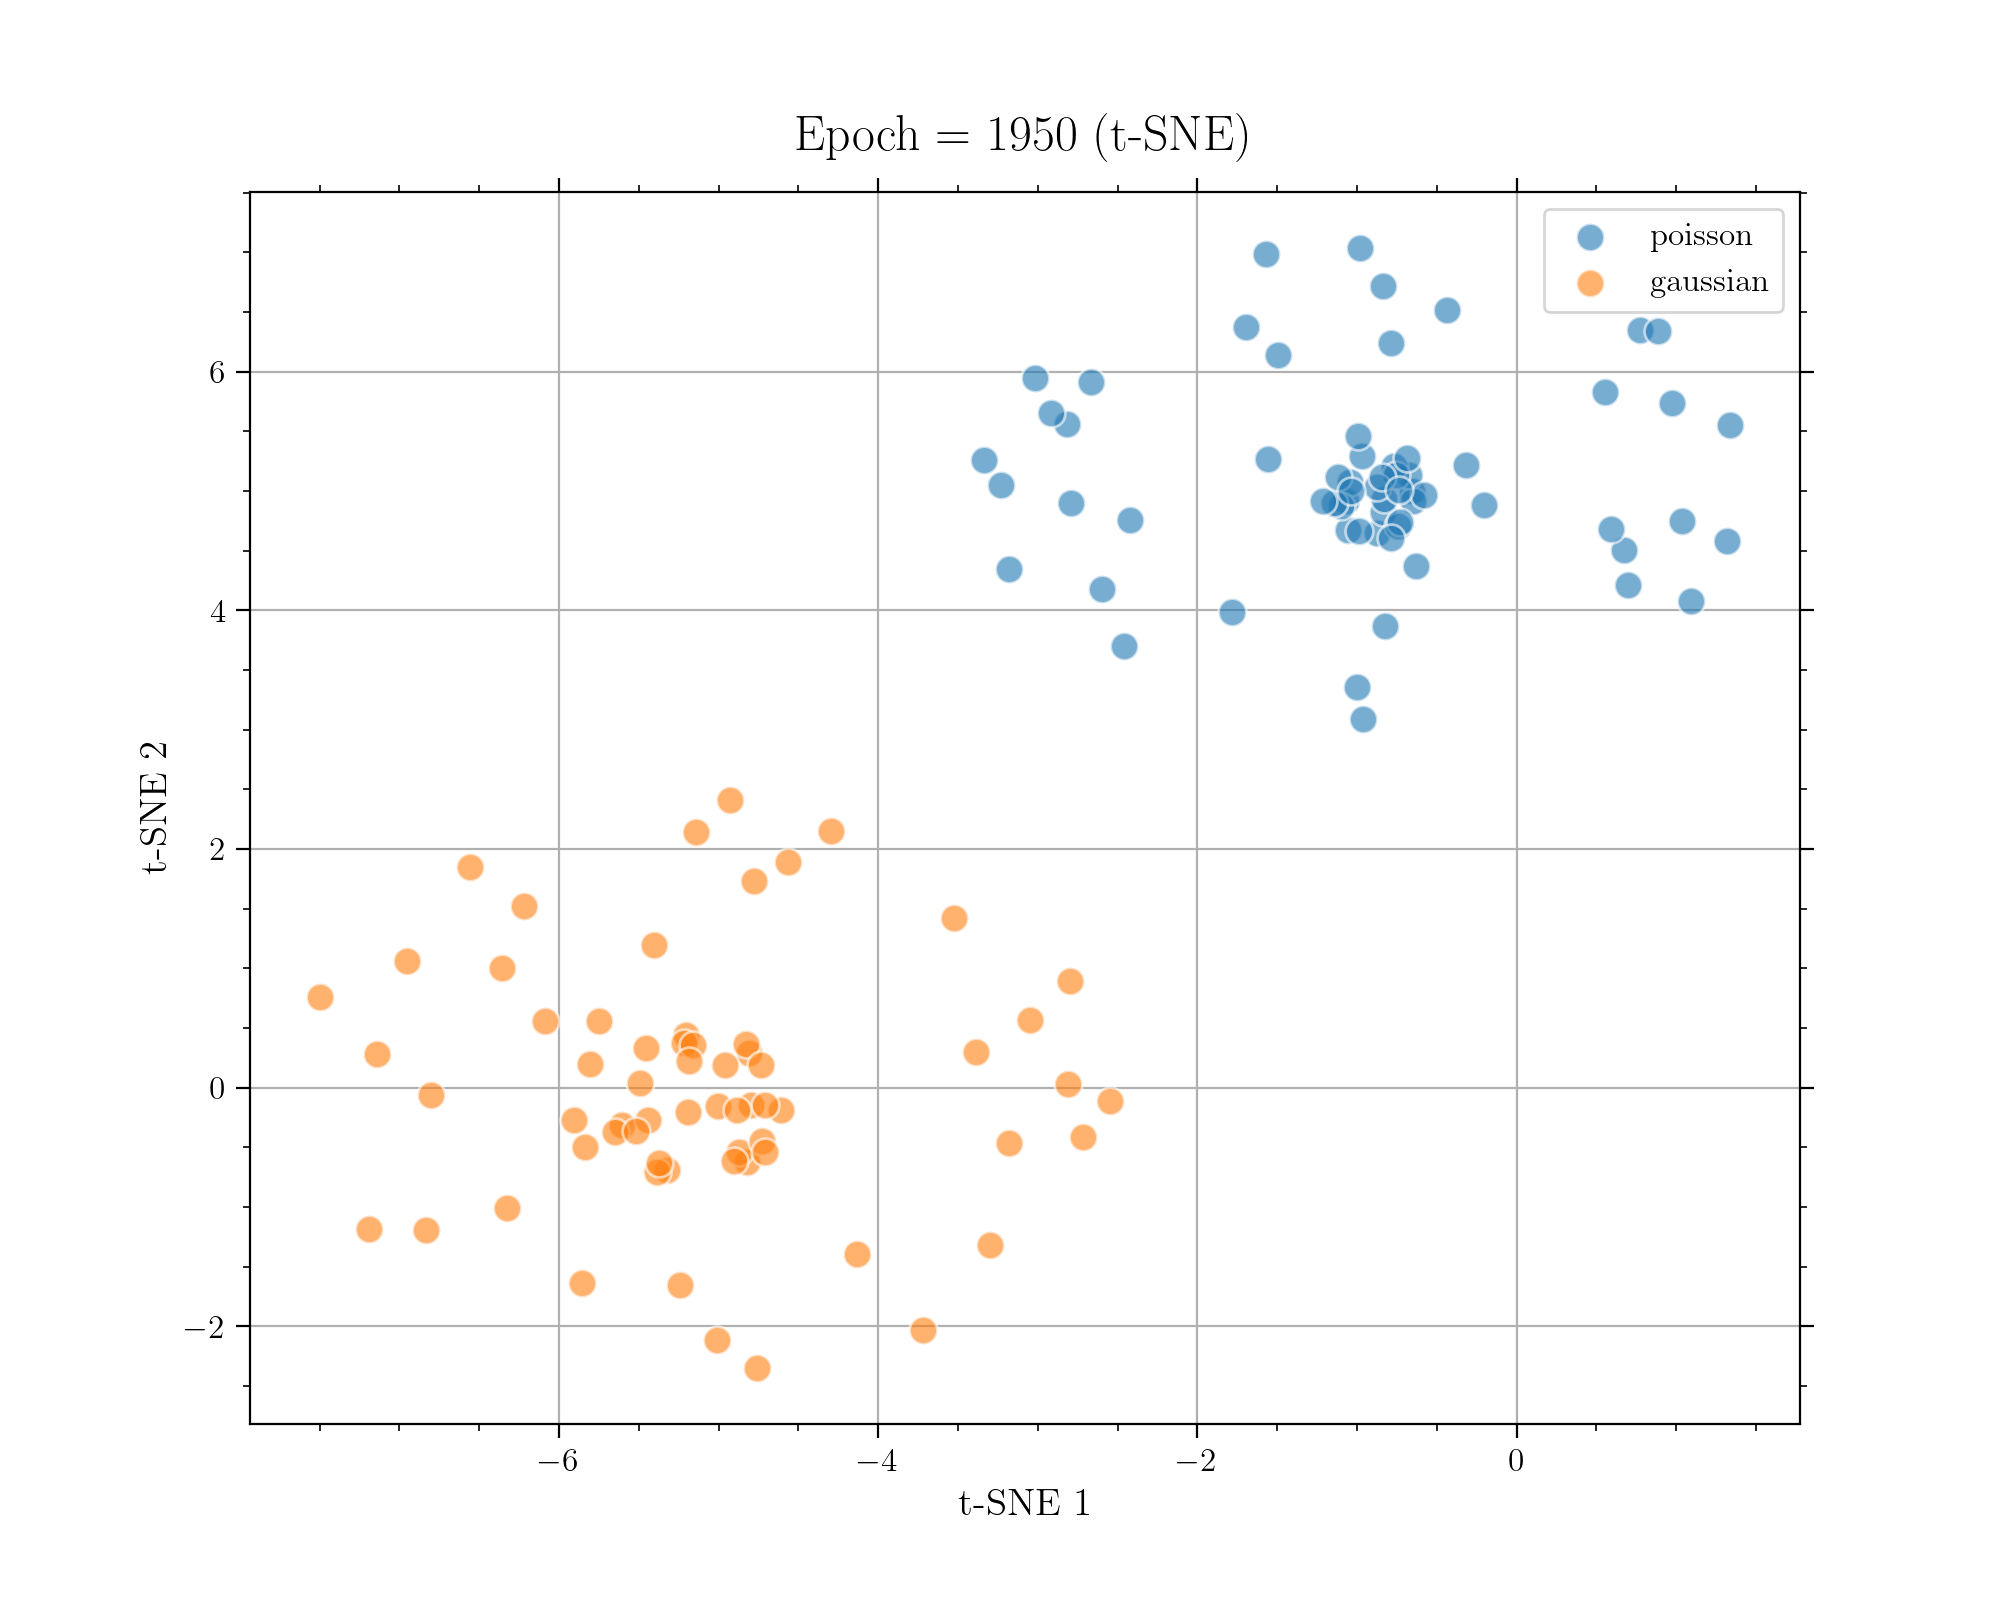 Epoch = 1950 (t-SNE)
poisson
gaussian
6
4
2
0
−2
t-SNE 2
−6
−4
−2
0
t-SNE 1